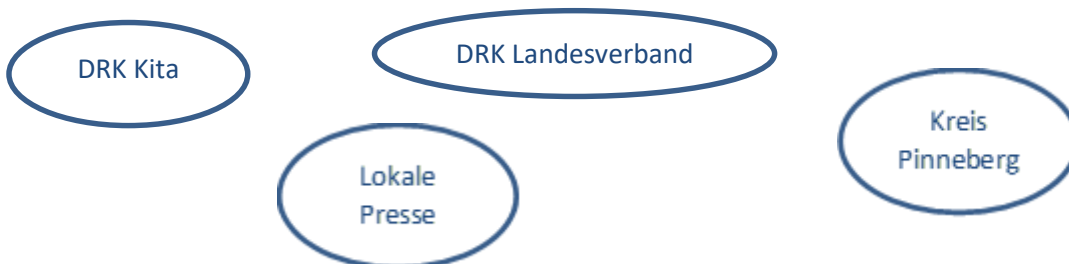 DRK Kita
DRK Landesverband
Kreis
Pinneberg
Lokale
Presse